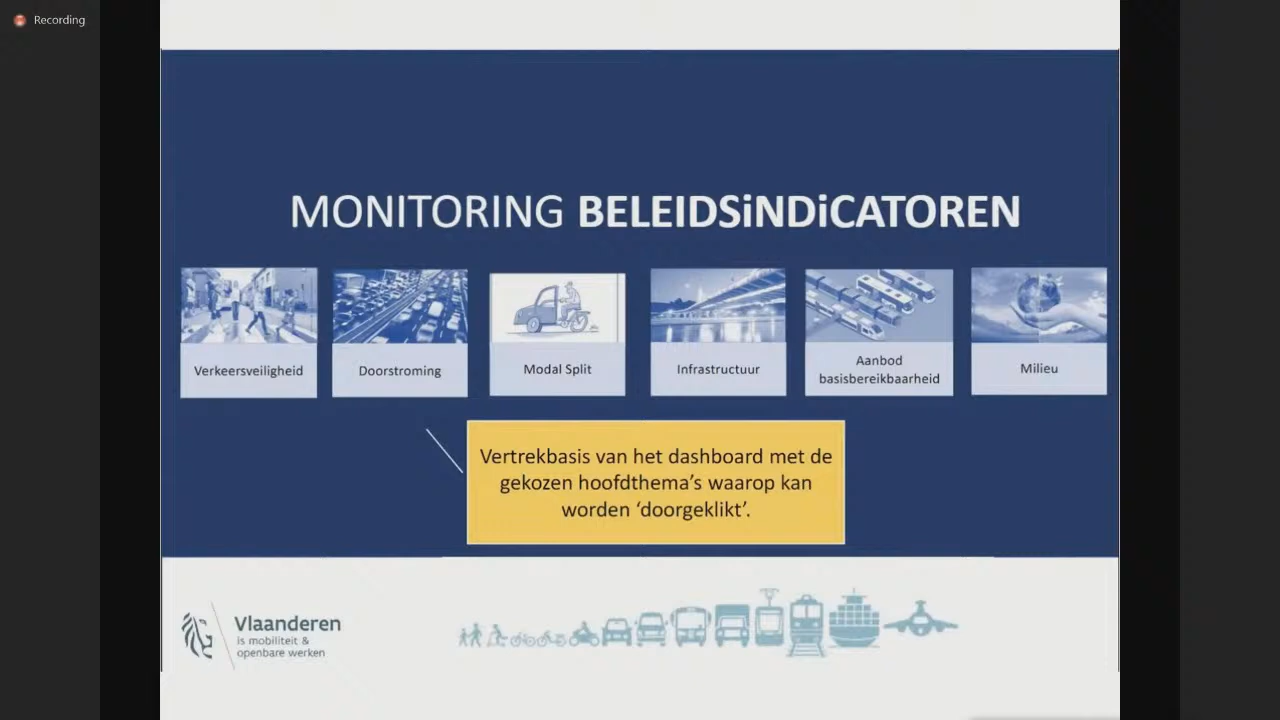 Recording
MONITORING BELEIDSiNDiCATOREN
Verkeersveiligheid
Doorstroming
Modal Split
Infrastructuur
Aanbod
basisbereikbaarheid
Milieu
Vertrekbasis van het dashboard met de
gekozen hoofdthema's waarop kan
worden ‘doorgeklikt’.
Vlaanderen
is mobiliteit &
openbare werken